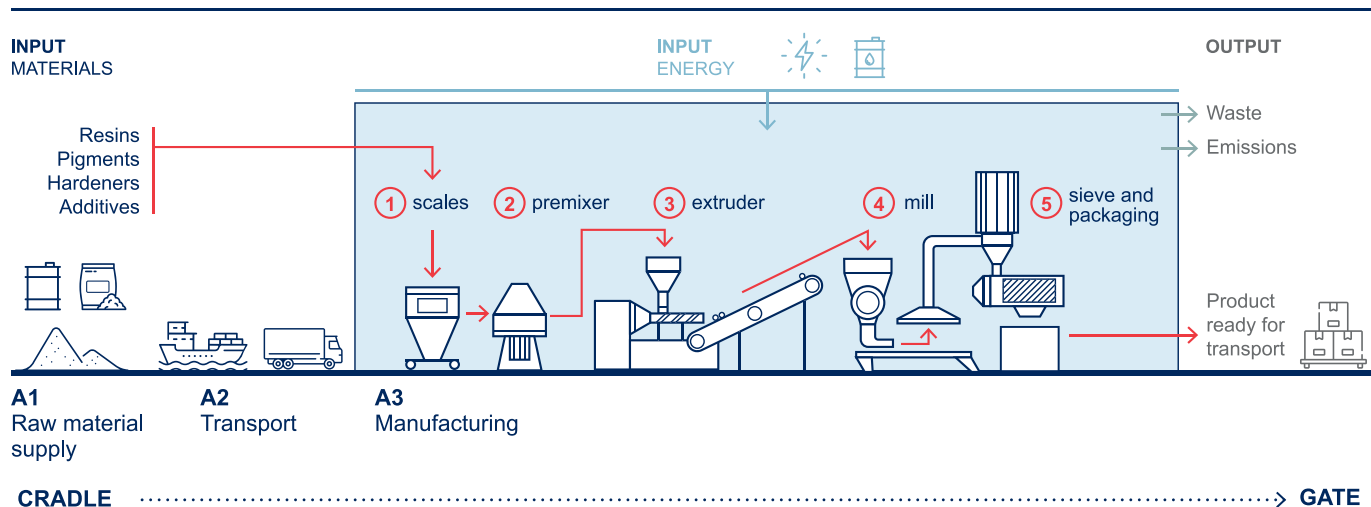 INPUT
MATERIALS
INPUT
ENERGY
OUTPUT
Resins
Pigments
Hardeners
Additives
Waste
Emissions
1 scales
2 premixer
3 extruder
4 mill
5 sieve and
packaging
Product
ready for
transport
A1
Raw material
supply
A2
Transport
A3
Manufacturing
CRADLE
GATE